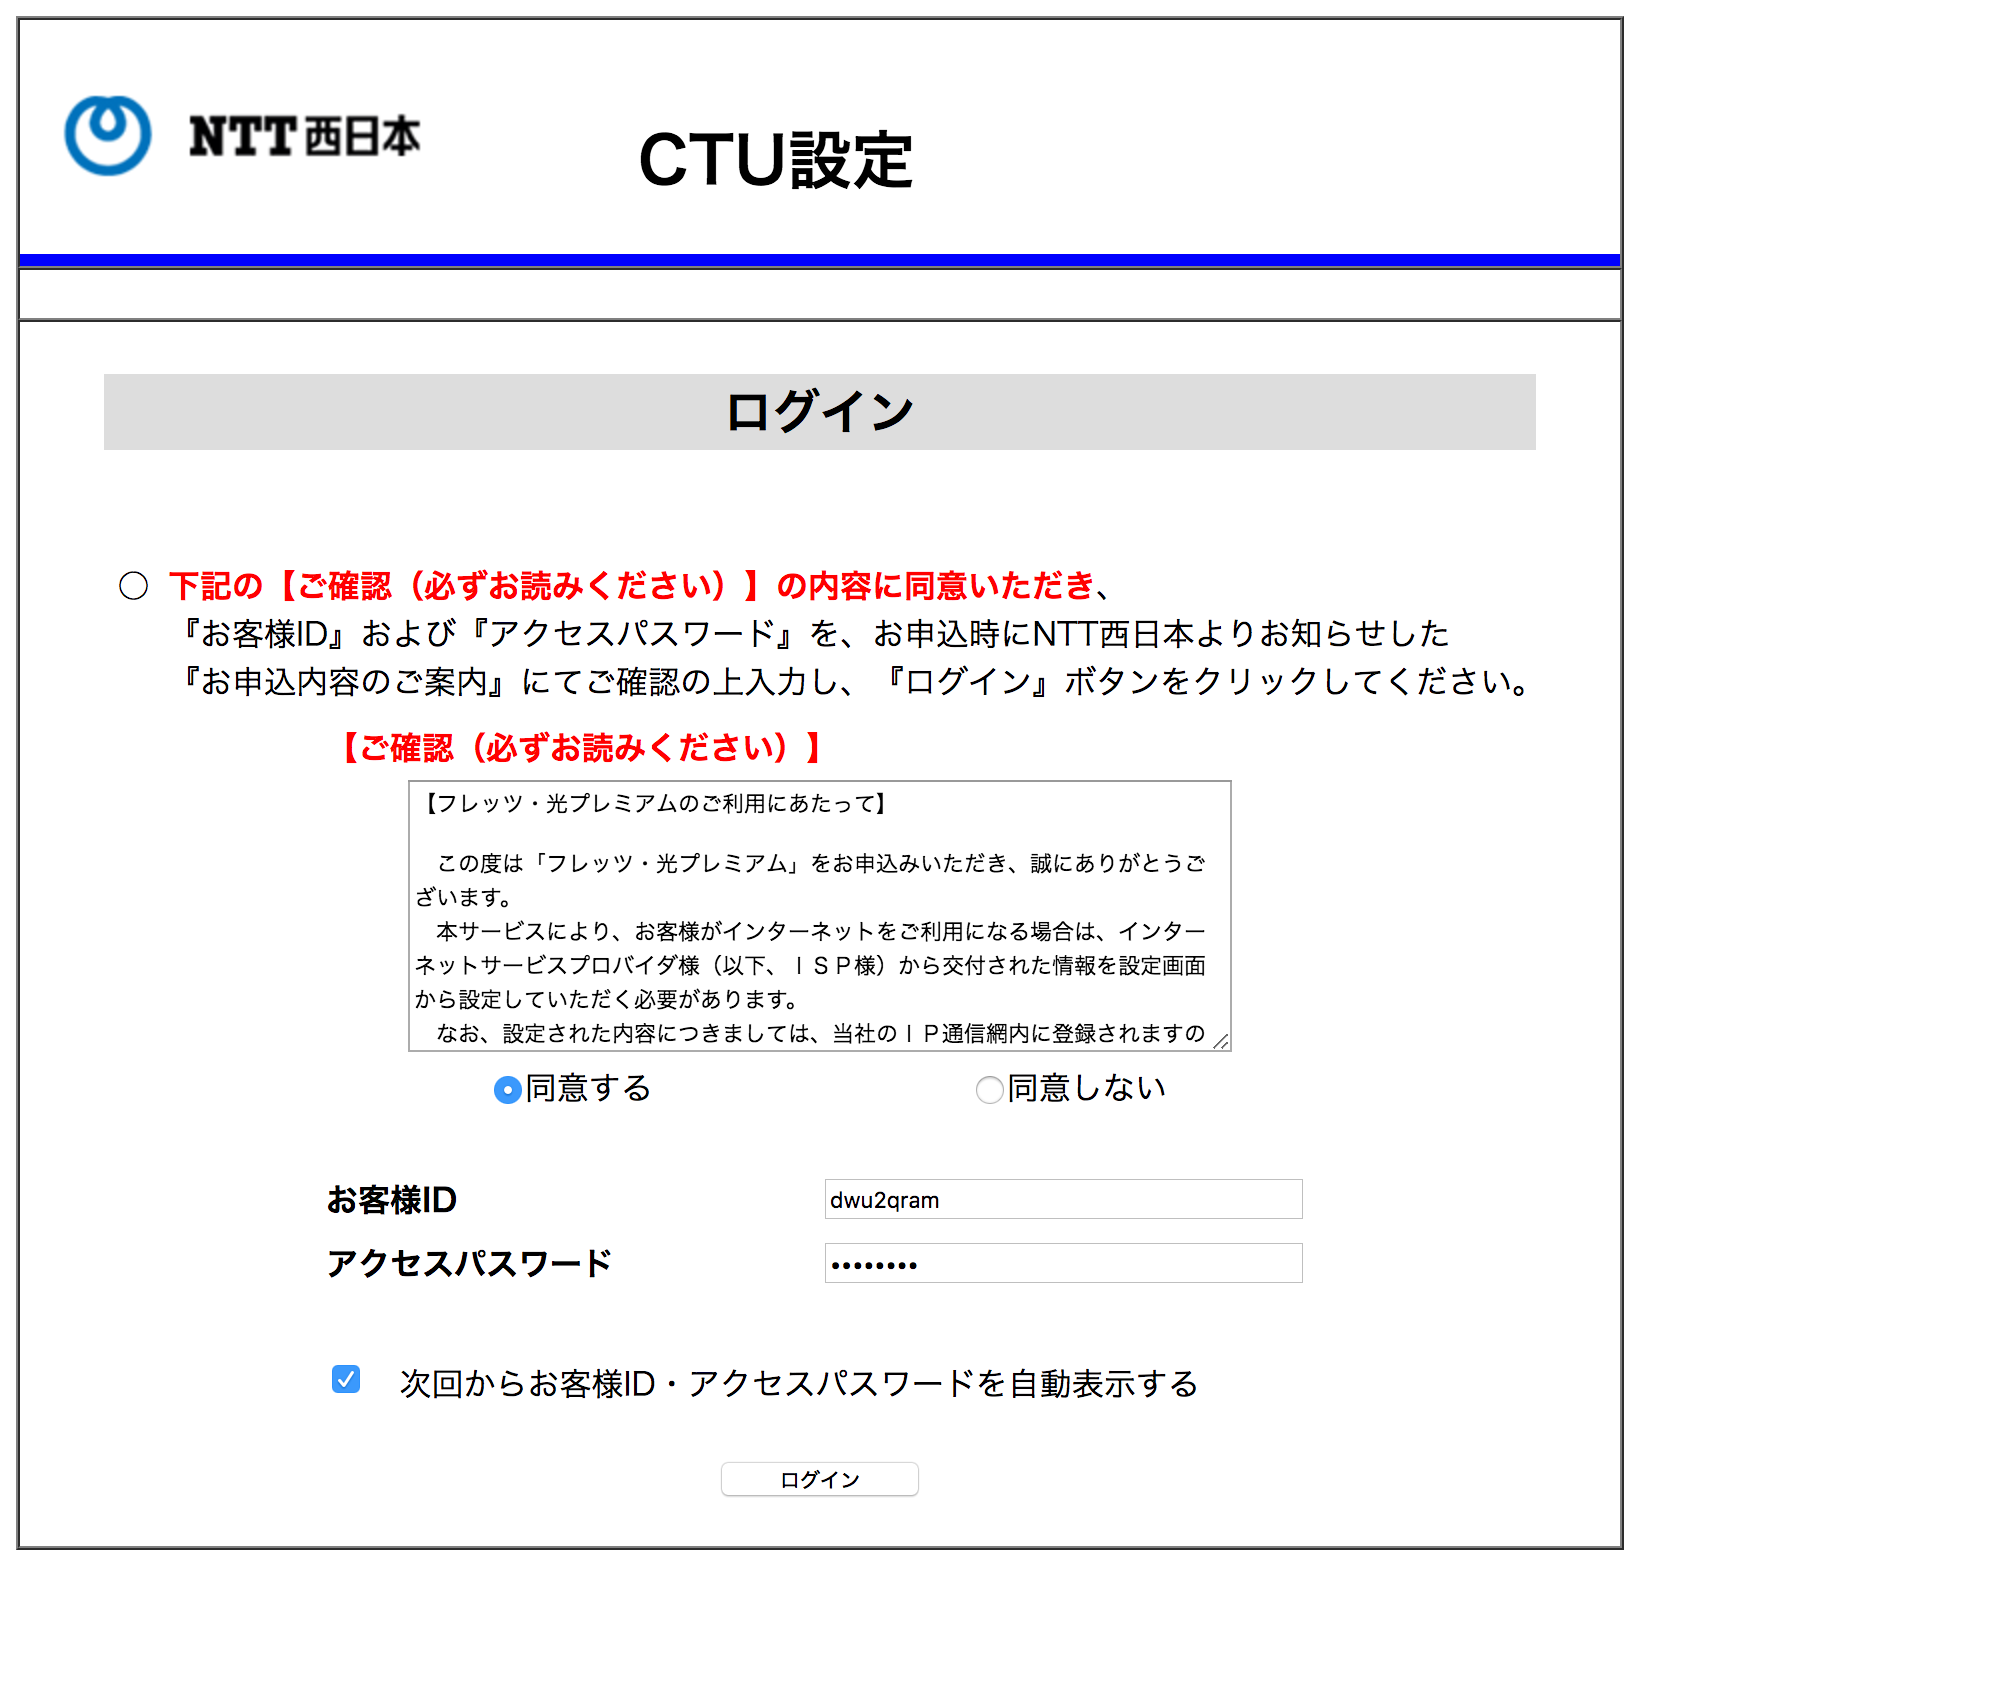 NTT西日本
CTU設定
ログイン
○ 下記の【ご確認（必ずお読みください）】の内容に同意いただき、
『お客様ID』および『アクセスパスワード』を、お申込時にNTT西日本よりお知らせした
『お申込内容のご案内』にてご確認の上入力し、『ログイン』ボタンをクリックしてください。
【ご確認（必ずお読みください）】
【フレッツ・光プレミアムのご利用にあたって】
この度は「フレッツ・光プレミアム」をお申込みいただき、誠にありがとうご
ざいます。
本サービスにより、お客様がインターネットをご利用になる場合は、インター
ネットサービスプロバイダ様（以下、ＩＳＰ様）から交付された情報を設定画面
から設定していただく必要があります。
なお、設定された内容につきましては、当社のＩＰ通信網内に登録されますの
同意する 同意しない
お客様ID dwu2qram
アクセスパスワード ••••••••
次回からお客様ID・アクセスパスワードを自動表示する
ログイン